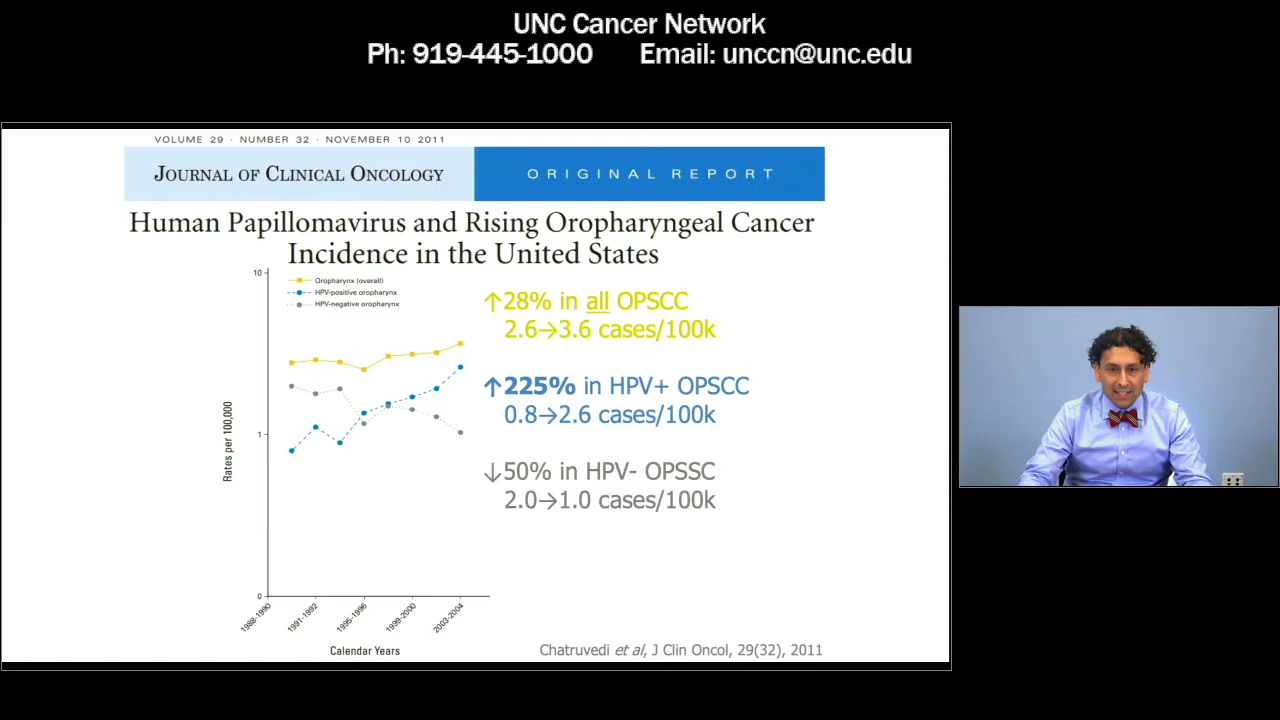 UNC Cancer Network
Ph: 919-445-1000 Email: unccn@unc.edu
VOLUME 29 · NUMBER 32 · NOVEMBER 10 2011
JOURNAL OF CLINICAL ONCOLOGY
ORIGINAL REPORT
Human Papillomavirus and Rising Oropharyngeal Cancer
Incidence in the United States
10
Oropharynx (overall)
HPV-positive oropharynx
HPV-negative oropharynx
↑28% in all OPSCC
2.6→3.6 cases/100k
↑225% in HPV+ OPSCC
0.8→2.6 cases/100k
↓50% in HPV- OPSSC
2.0→1.0 cases/100k
Rates per 100,000
1
0
1988-1990
1991-1992
1995-1996
1999-2000
2003-2004
Calendar Years
Chatruvedi et al, J Clin Oncol, 29(32), 2011